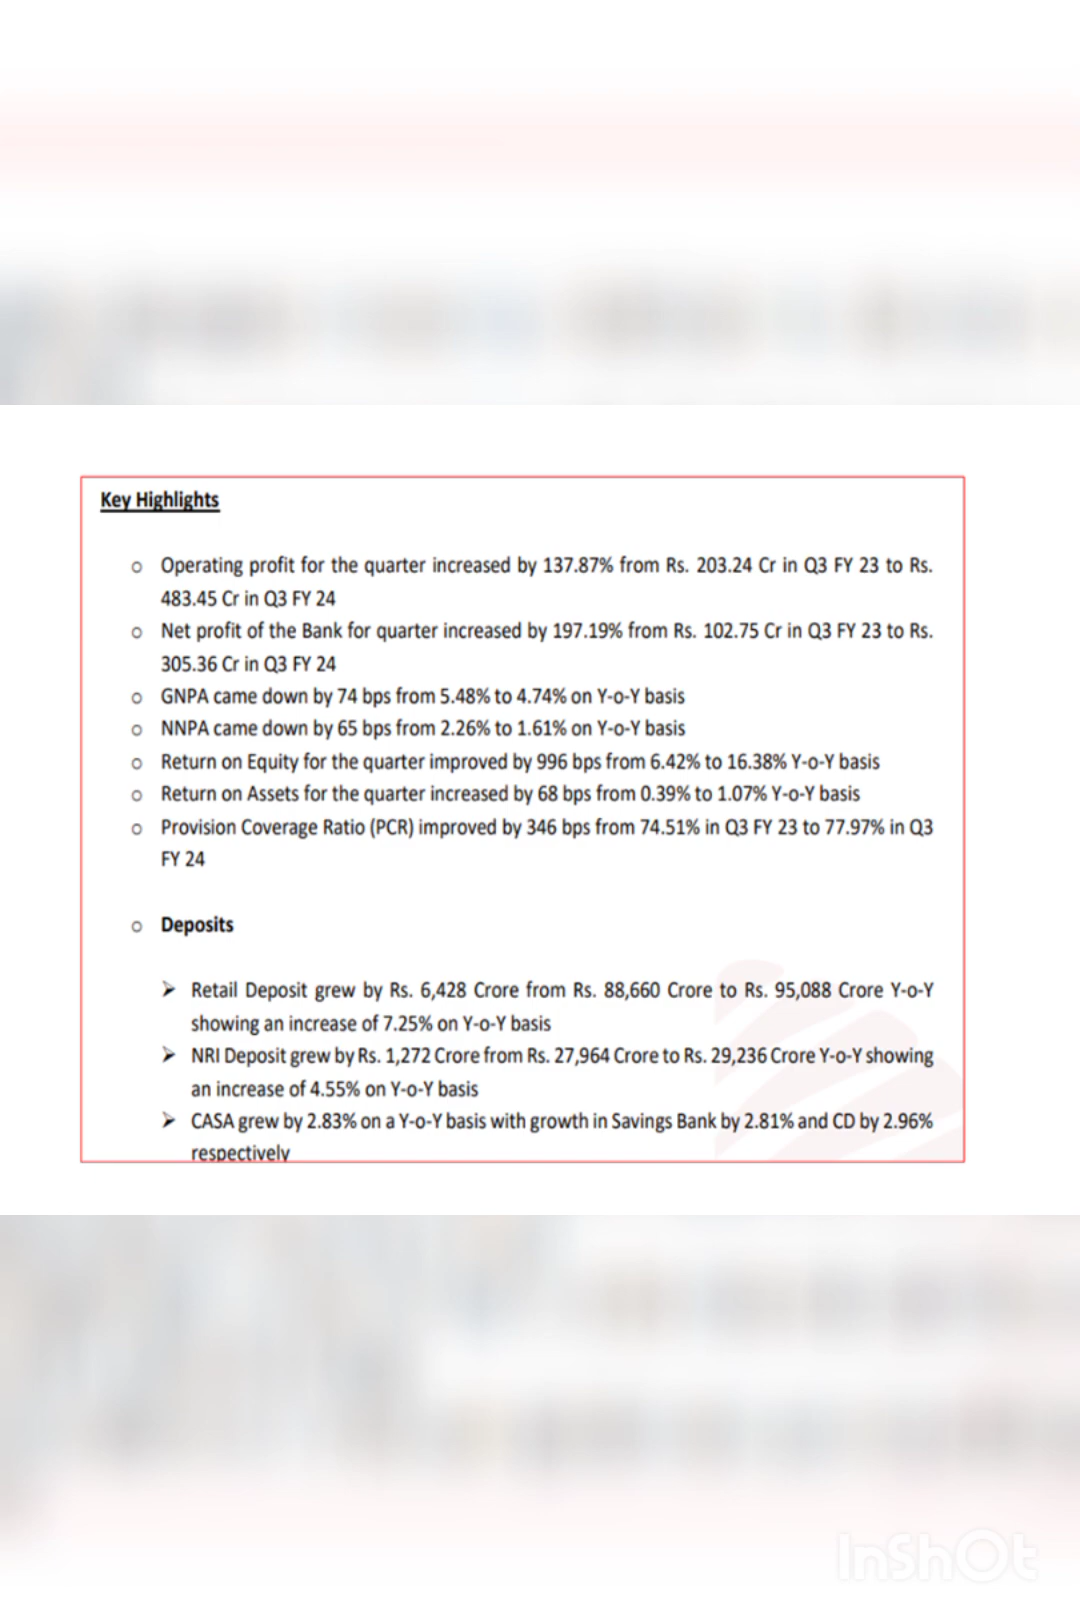 Key Highlights
o Operating profit for the quarter increased by 137.87% from Rs. 203.24 Cr in Q3 FY 23 to Rs.
483.45 Cr in Q3 FY 24
o Net profit of the Bank for quarter increased by 197.19% from Rs. 102.75 Cr in Q3 FY 23 to Rs.
305.36 Cr in Q3 FY 24
o GNPA came down by 74 bps from 5.48% to 4.74% on Y-o-Y basis
o NNPA came down by 65 bps from 2.26% to 1.61% on Y-o-Y basis
o Return on Equity for the quarter improved by 996 bps from 6.42% to 16.38% Y-o-Y basis
o Return on Assets for the quarter increased by 68 bps from 0.39% to 1.07% Y-o-Y basis
o Provision Coverage Ratio (PCR) improved by 346 bps from 74.51% in Q3 FY 23 to 77.97% in Q3
FY 24
o Deposits
➤ Retail Deposit grew by Rs. 6,428 Crore from Rs. 88,660 Crore to Rs. 95,088 Crore Y-o-Y
showing an increase of 7.25% on Y-o-Y basis
➤ NRI Deposit grew by Rs. 1,272 Crore from Rs. 27,964 Crore to Rs. 29,236 Crore Y-o-Y showing
an increase of 4.55% on Y-o-Y basis
➤ CASA grew by 2.83% on a Y-o-Y basis with growth in Savings Bank by 2.81% and CD by 2.96%
respectively
InShOt